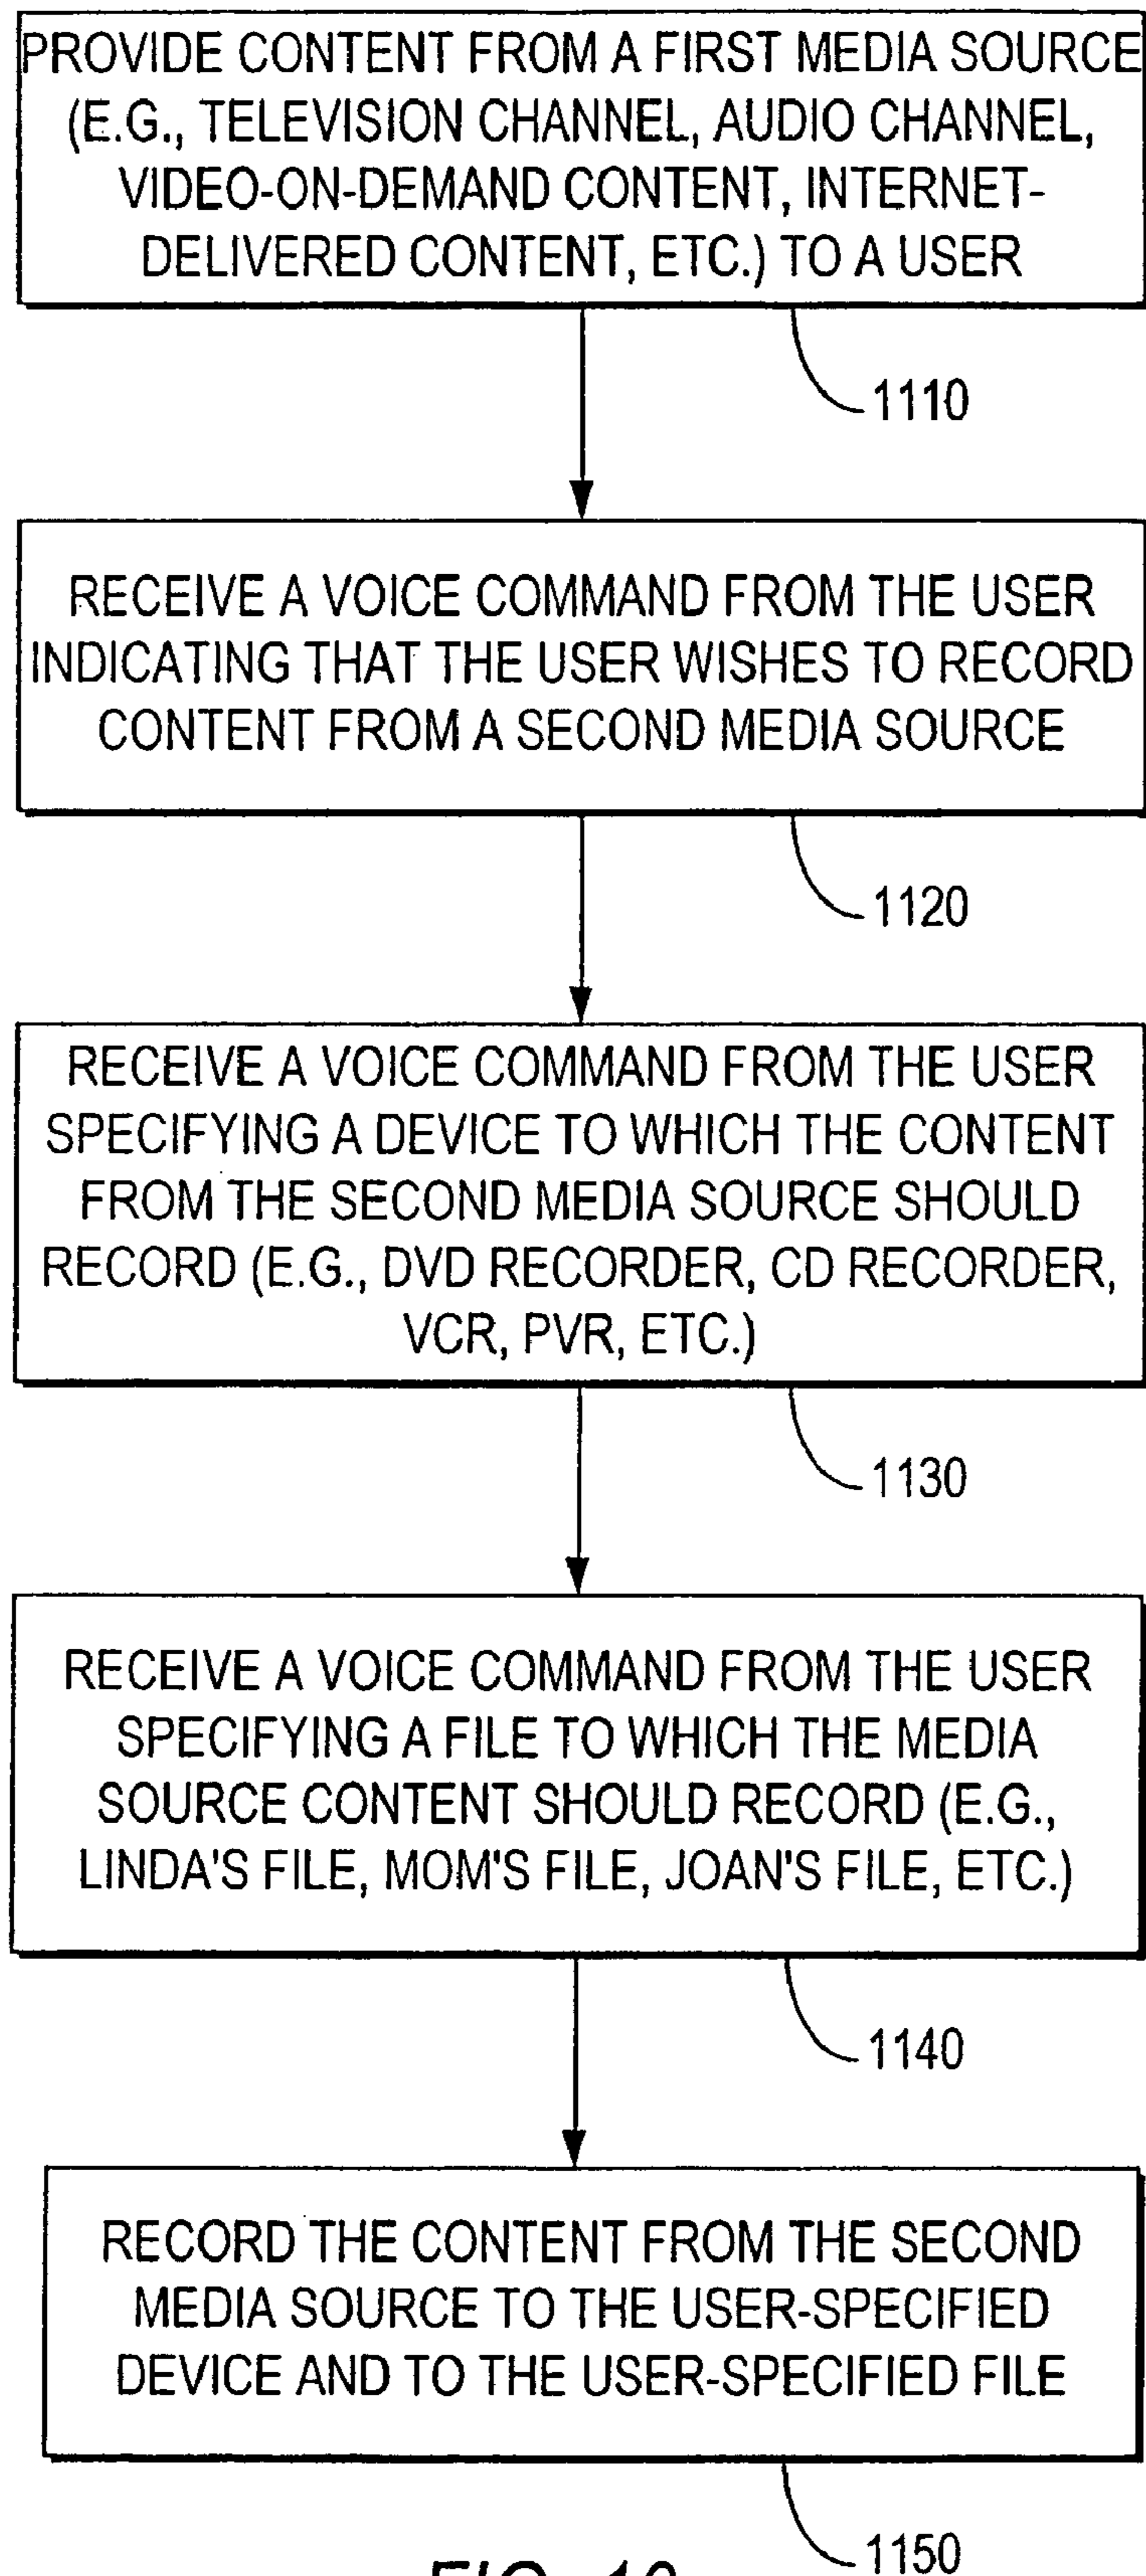 PROVIDE CONTENT FROM A FIRST MEDIA SOURCE
(E.G., TELEVISION CHANNEL, AUDIO CHANNEL,
VIDEO-ON-DEMAND CONTENT, INTERNET-
DELIVERED CONTENT, ETC.) TO A USER
1110
RECEIVE A VOICE COMMAND FROM THE USER
INDICATING THAT THE USER WISHES TO RECORD
CONTENT FROM A SECOND MEDIA SOURCE
1120
RECEIVE A VOICE COMMAND FROM THE USER
SPECIFYING A DEVICE TO WHICH THE CONTENT
FROM THE SECOND MEDIA SOURCE SHOULD
RECORD (E.G., DVD RECORDER, CD RECORDER,
VCR, PVR, ETC.)
1130
RECEIVE A VOICE COMMAND FROM THE USER
SPECIFYING A FILE TO WHICH THE MEDIA
SOURCE CONTENT SHOULD RECORD (E.G.,
LINDA'S FILE, MOM'S FILE, JOAN'S FILE, ETC.)
1140
RECORD THE CONTENT FROM THE SECOND
MEDIA SOURCE TO THE USER-SPECIFIED
DEVICE AND TO THE USER-SPECIFIED FILE
1150
FIG.